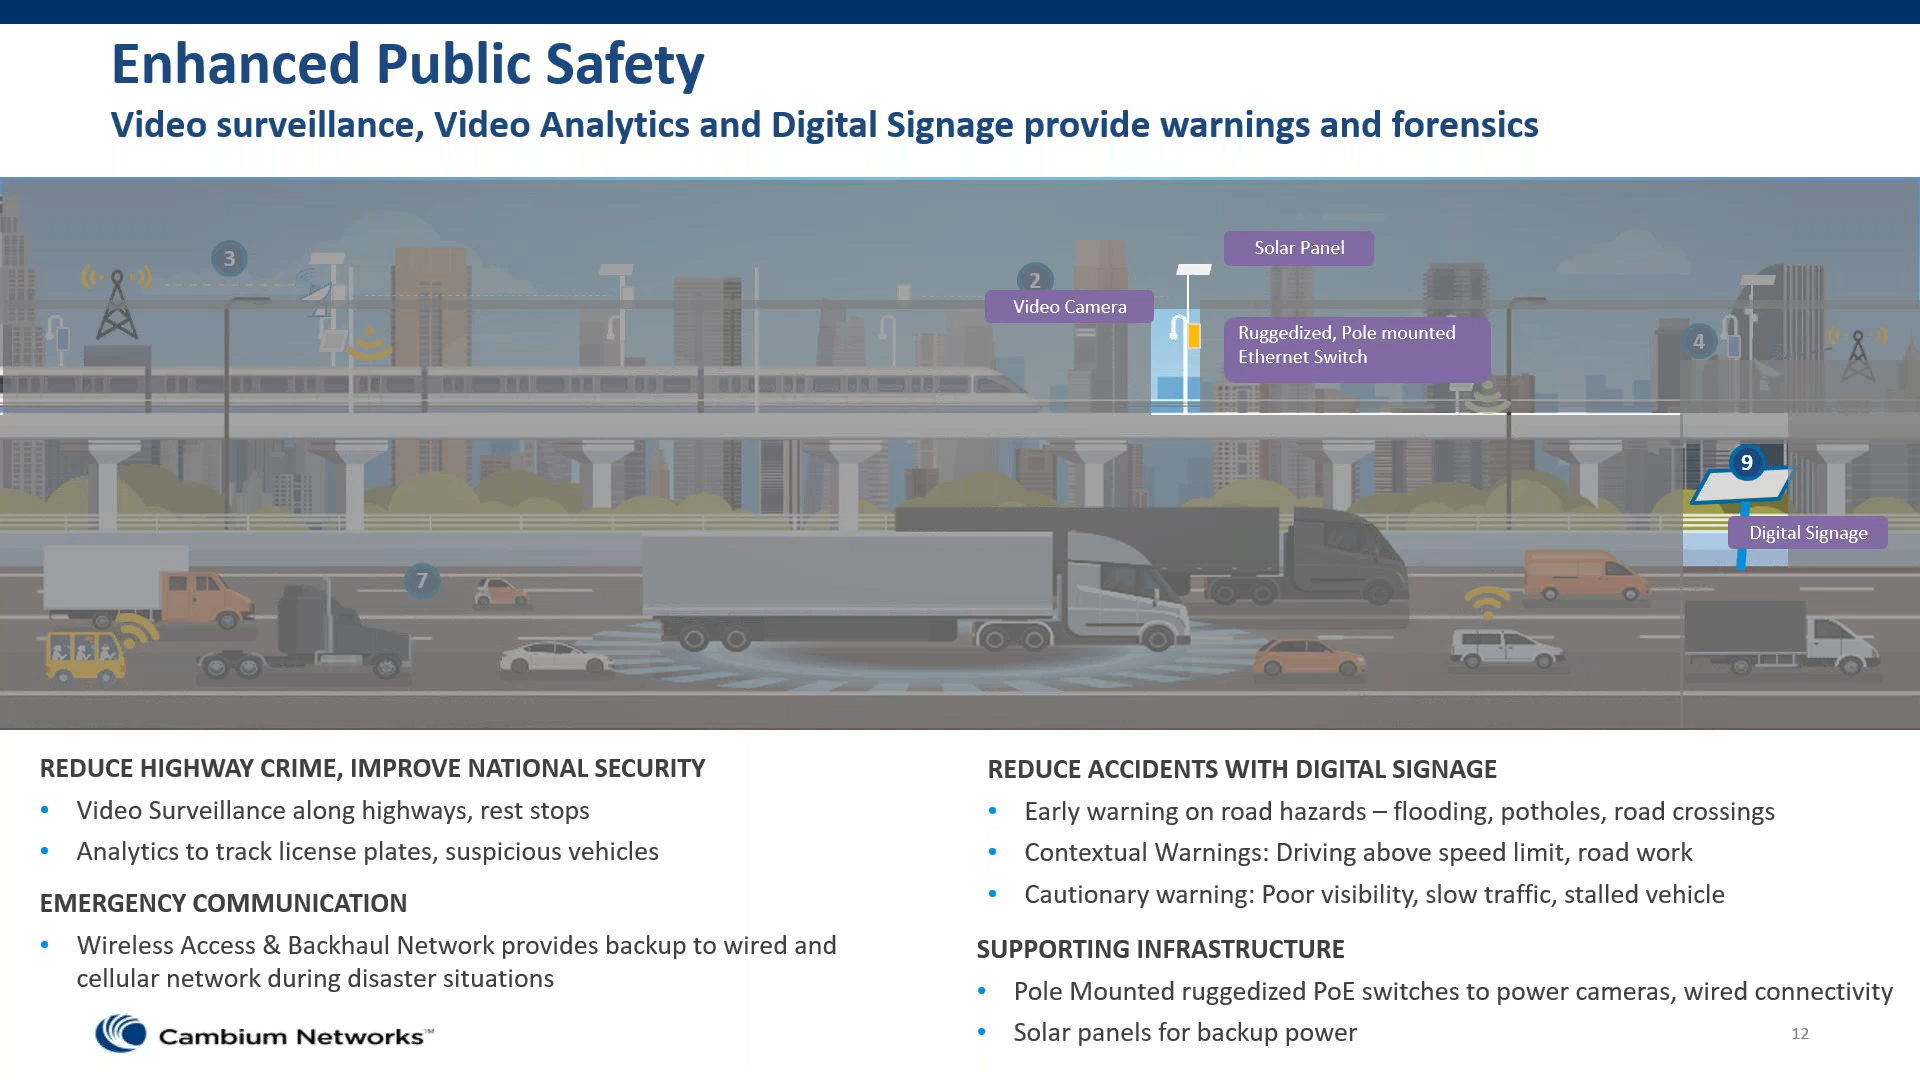 Enhanced Public Safety
Video surveillance, Video Analytics and Digital Signage provide warnings and forensics
3
2
Solar Panel
Video Camera
Ruggedized, Pole mounted
Ethernet Switch
4
9
Digital Signage
7
REDUCE HIGHWAY CRIME, IMPROVE NATIONAL SECURITY
• Video Surveillance along highways, rest stops
• Analytics to track license plates, suspicious vehicles
EMERGENCY COMMUNICATION
• Wireless Access & Backhaul Network provides backup to wired and
cellular network during disaster situations
REDUCE ACCIDENTS WITH DIGITAL SIGNAGE
• Early warning on road hazards – flooding, potholes, road crossings
• Contextual Warnings: Driving above speed limit, road work
• Cautionary warning: Poor visibility, slow traffic, stalled vehicle
SUPPORTING INFRASTRUCTURE
• Pole Mounted ruggedized PoE switches to power cameras, wired connectivity
• Solar panels for backup power
Cambium Networks™
12